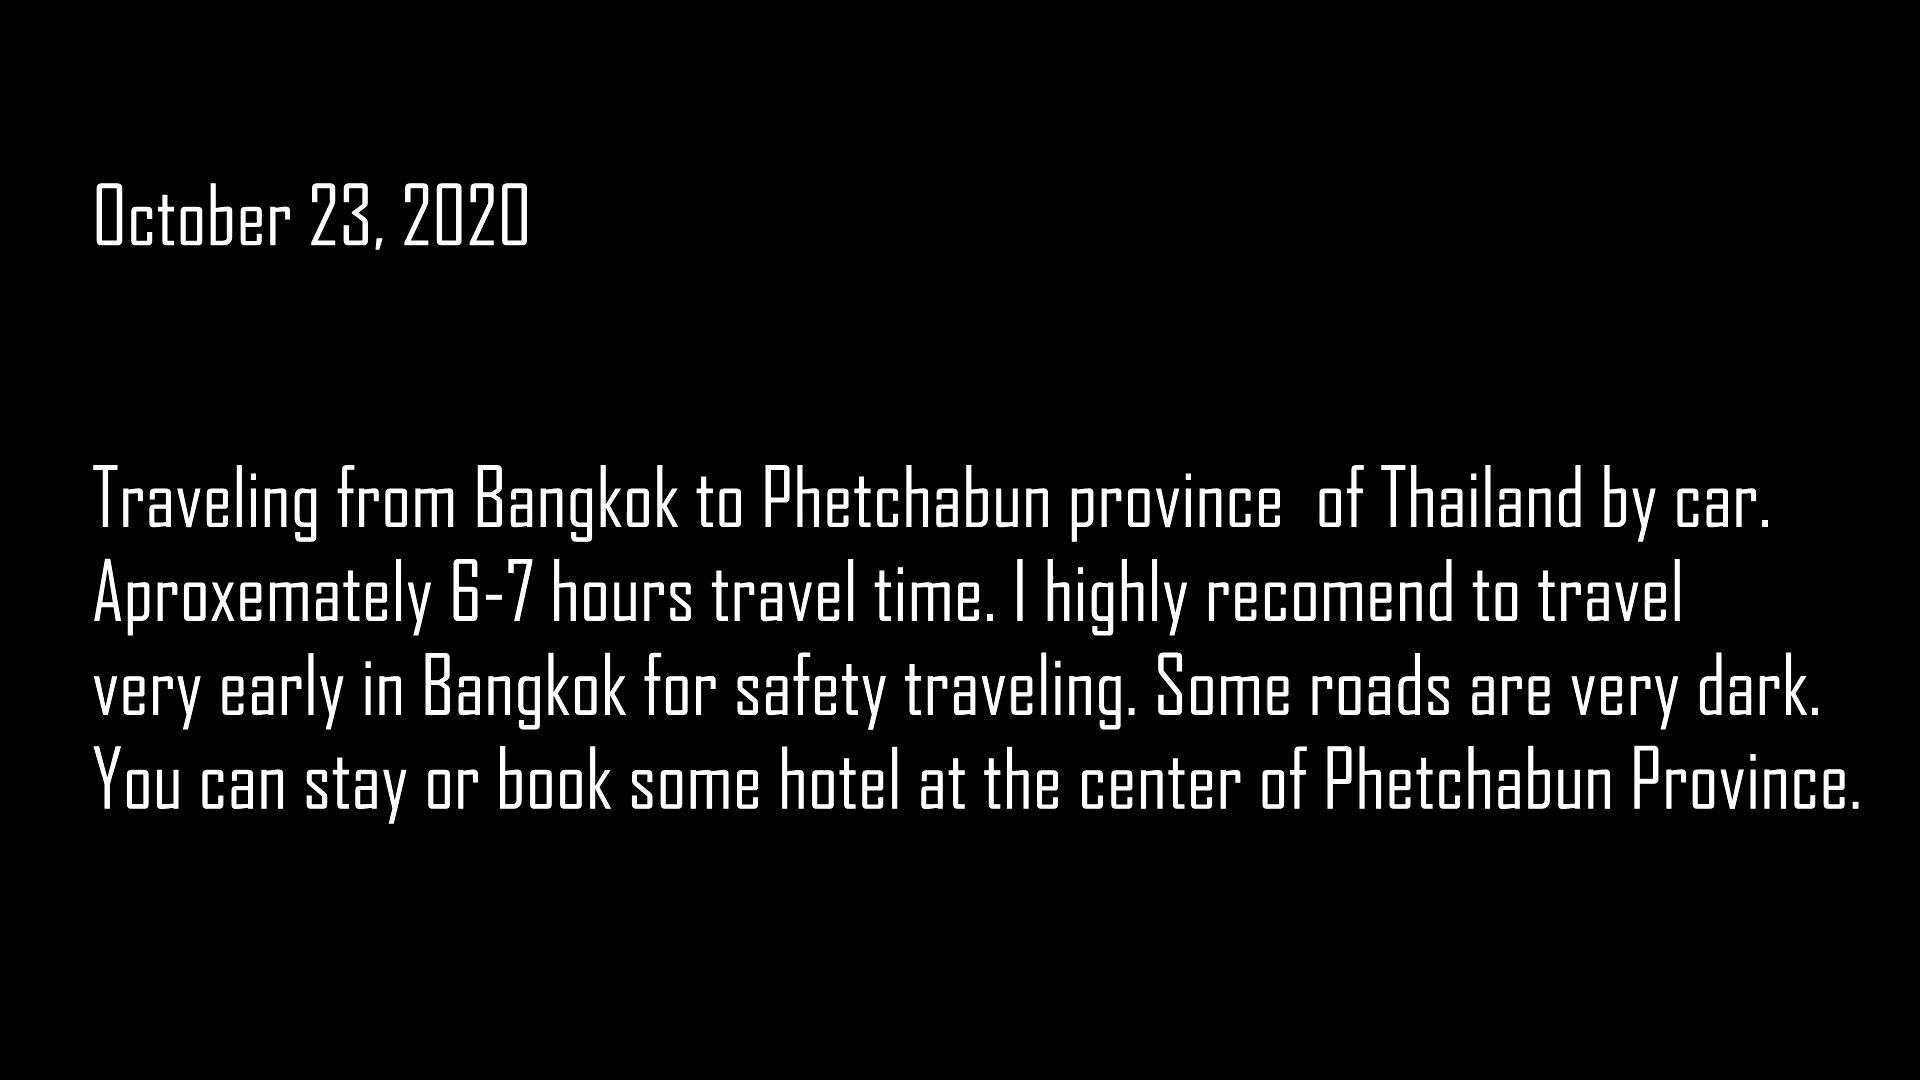 October 23, 2020
Traveling from Bangkok to Phetchabun province  of Thailand by car.
Aproxemately 6-7 hours travel time. I highly recomend to travel
very early in Bangkok for safety traveling. Some roads are very dark.
You can stay or book some hotel at the center of Phetchabun Province.